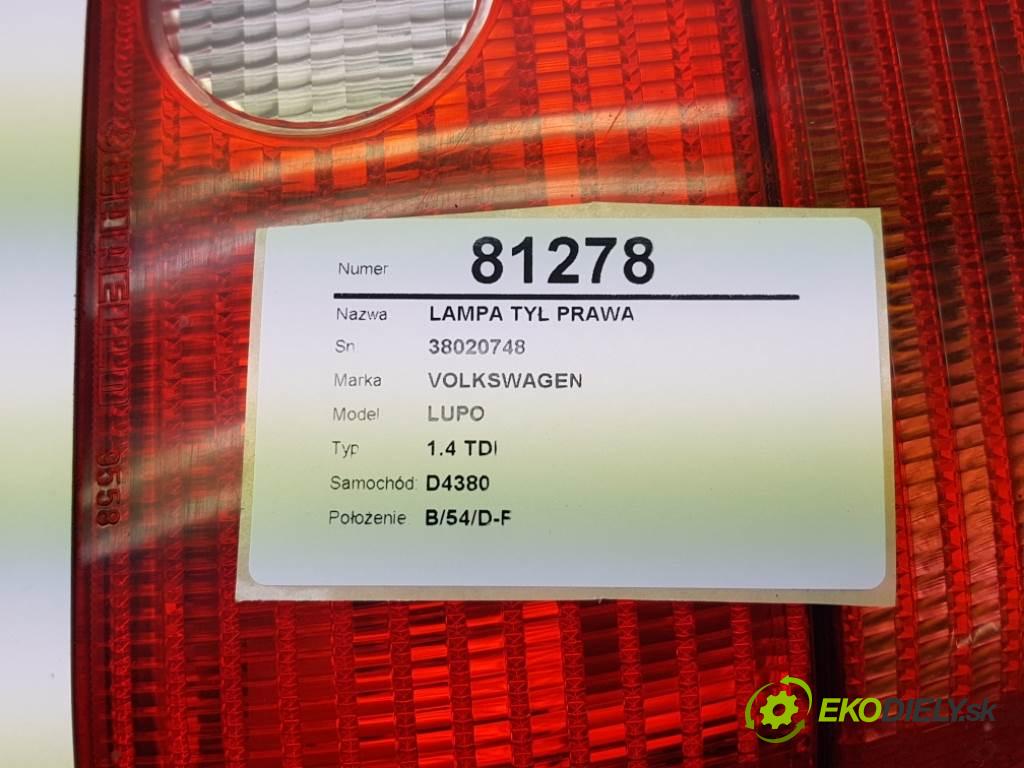 Numer 81278
Nazwa LAMPA TYŁ PRAWA
Sn 38020748
Marka VOLKSWAGEN
Model LUPO
Typ 1.4 TDI
Samochód: D4380
Położenie B/54/D-F
9558
EKODIELY.sk